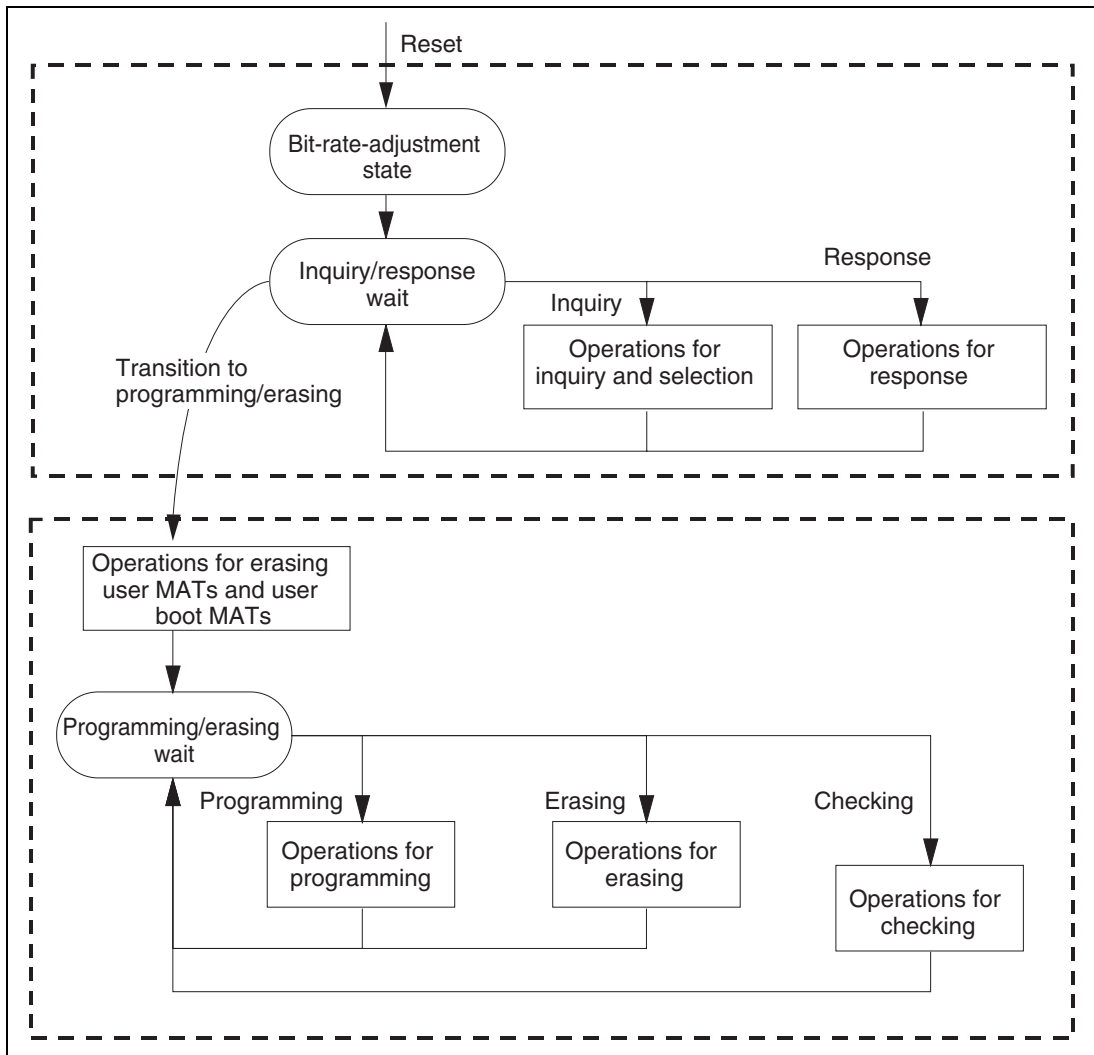 Reset
Bit-rate-adjustment
state
Inquiry/response
wait
Response
Inquiry
Operations for
inquiry and selection
Operations for
response
Transition to
programming/erasing
Operations for erasing
user MATs and user
boot MATs
Programming/erasing
wait
Programming
Erasing
Checking
Operations for
programming
Operations for
erasing
Operations for
checking